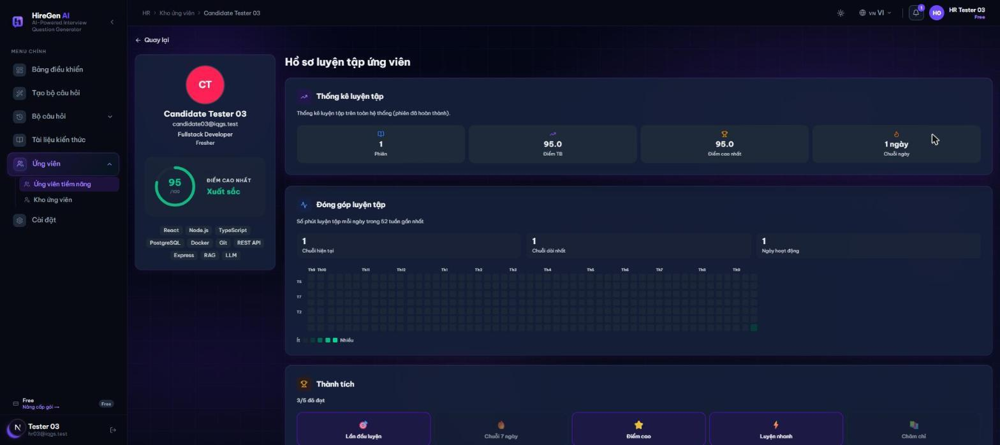 HireGen AI
AI-Powered Interview
Question Generator
MENU CHÍNH
Bảng điều khiển
Tạo bộ câu hỏi
Bộ câu hỏi
Tài liệu kiến thức
Ứng viên
Ứng viên tiềm năng
Kho ứng viên
Cài đặt
Free
Nâng cấp gói →
Free
N
Tester 03
hr03@iqgs.test
HR > Kho ứng viên > Candidate Tester 03
VN VI
1
HO
HR Tester 03
Free
← Quay lại
CT
Candidate Tester 03
candidate03@iqgs.test
Fullstack Developer
Fresher
95
/100
ĐIỂM CAO NHẤT
Xuất sắc
React Node.js TypeScript
PostgreSQL Docker Git REST API
Express RAG LLM
Hồ sơ luyện tập ứng viên
Thống kê luyện tập
Thống kê luyện tập trên toàn hệ thống (phiên đã hoàn thành).
1
Phiên
95.0
Điểm TB
95.0
Điểm cao nhất
1 ngày
Chuỗi ngày
Đóng góp luyện tập
Số phút luyện tập mỗi ngày trong 52 tuần gần nhất
1
Chuỗi hiện tại
1
Chuỗi dài nhất
1
Ngày hoạt động
Th9 Th10 Th11 Th12 Th1 Th2 Th3 Th4 Th5 Th6 Th7 Th8 Th9
T5
T7
T2
Ít Nhiều
Thành tích
3/5 đã đạt
Lần đầu luyện
Chuỗi 7 ngày
Điểm cao
Luyện nhanh
Chăm chỉ